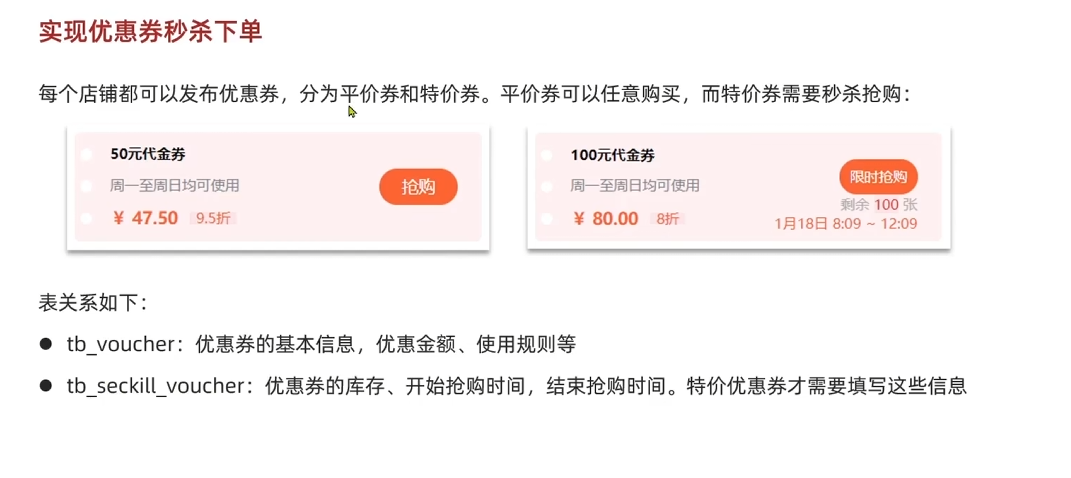 实现优惠券秒杀下单
每个店铺都可以发布优惠券，分为平价券和特价券。平价券可以任意购买，而特价券需要秒杀抢购：
50元代金券
周一至周日均可使用
￥ 47.50 9.5折
抢购
100元代金券
周一至周日均可使用
￥ 80.00 8折
限时抢购
剩余 100 张
1月18日 8:09 ~ 12:09
表关系如下：
● tb_voucher：优惠券的基本信息，优惠金额、使用规则等
● tb_seckill_voucher：优惠券的库存、开始抢购时间，结束抢购时间。特价优惠券才需要填写这些信息